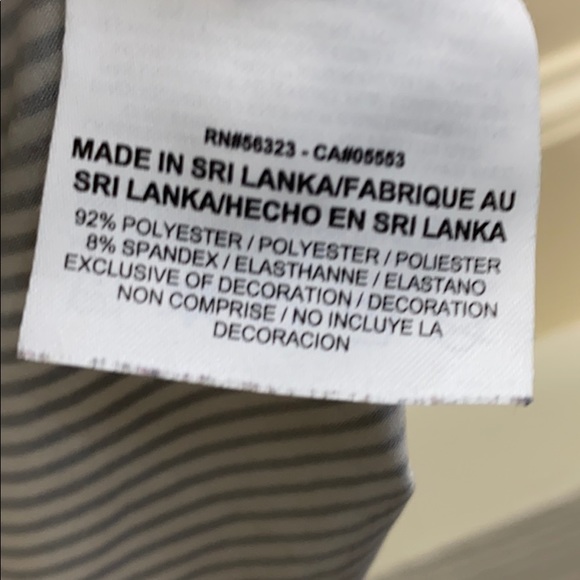 RN#56323 - CA#05553
MADE IN SRI LANKA/FABRIQUE AU
SRI LANKA/HECHO EN SRI LANKA
92% POLYESTER / POLYESTER / POLIESTER
8% SPANDEX / ELASTHANNE / ELASTANO
EXCLUSIVE OF DECORATION / DECORATION
NON COMPRISE / NO INCLUYE LA
DECORACION